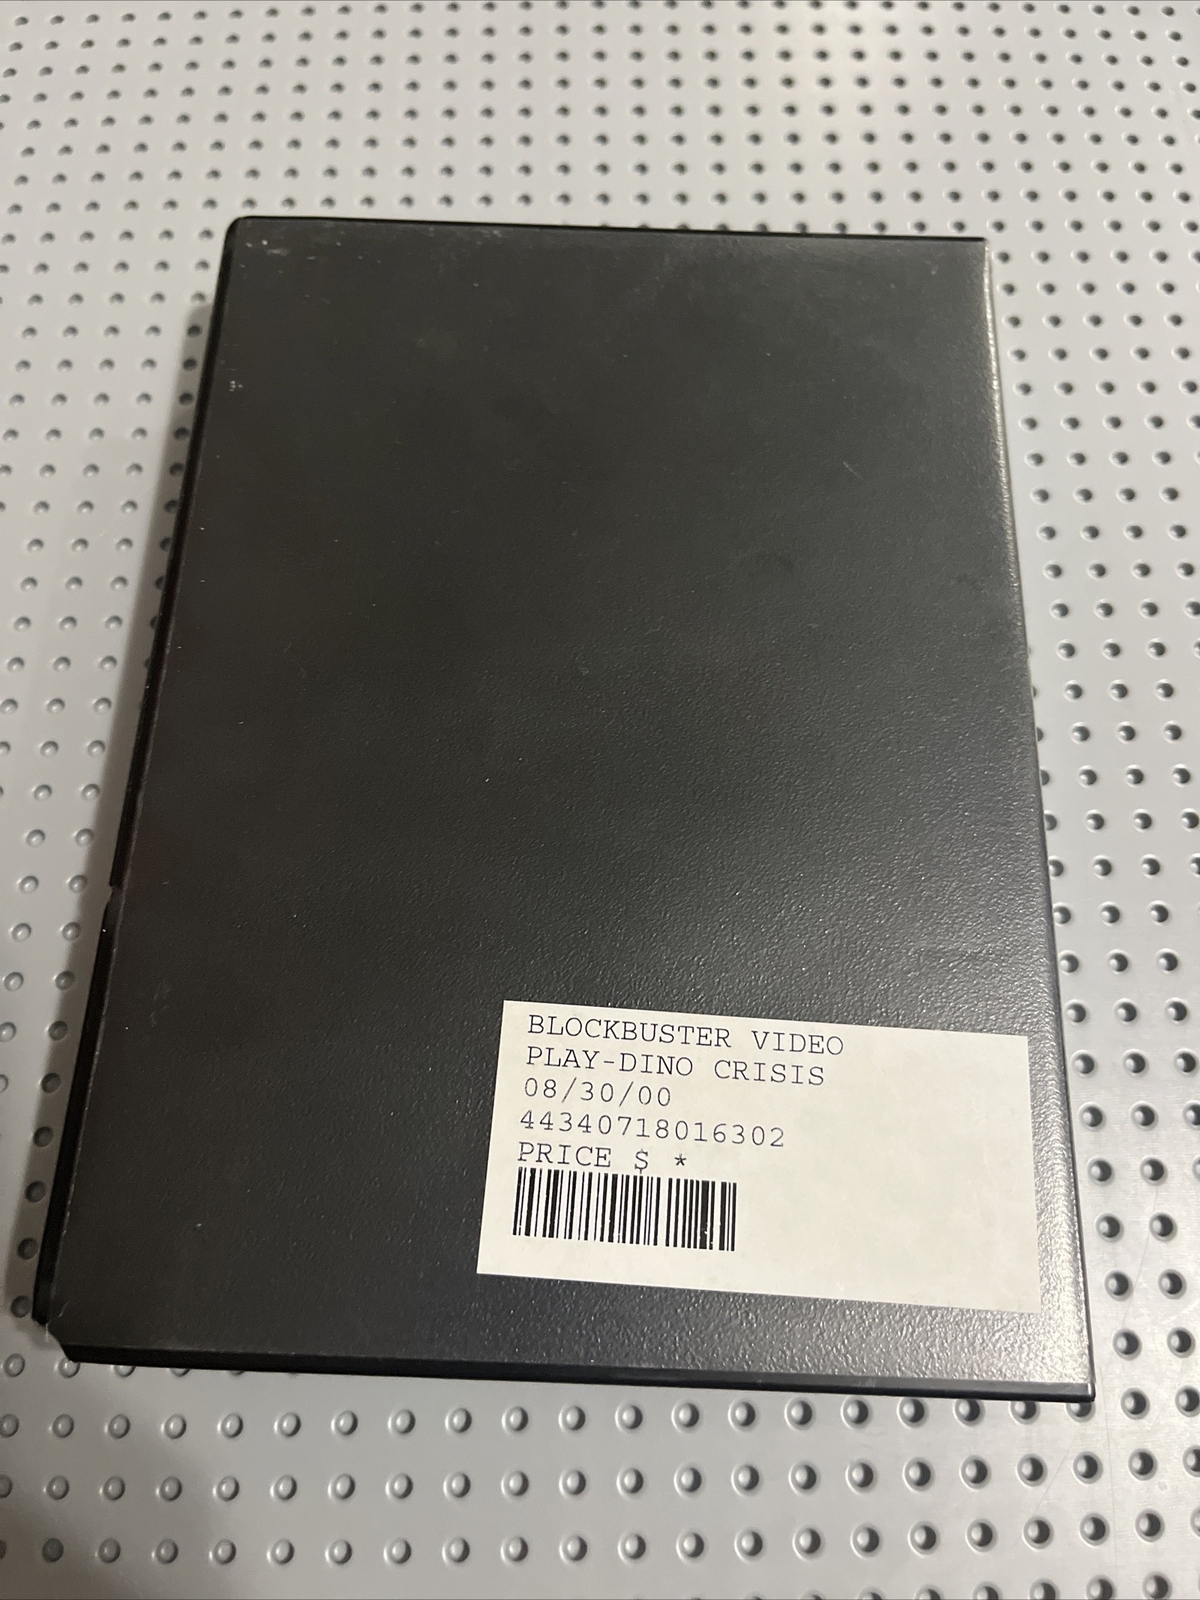 BLOCKBUSTER VIDEO
PLAY-DINO CRISIS
08/30/00
44340718016302
PRICE $ *